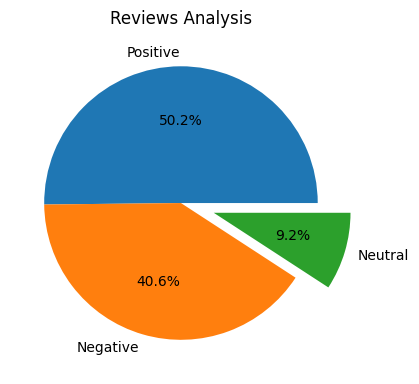 Reviews Analysis
Positive
50.2%
9.2%
Neutral
40.6%
Negative